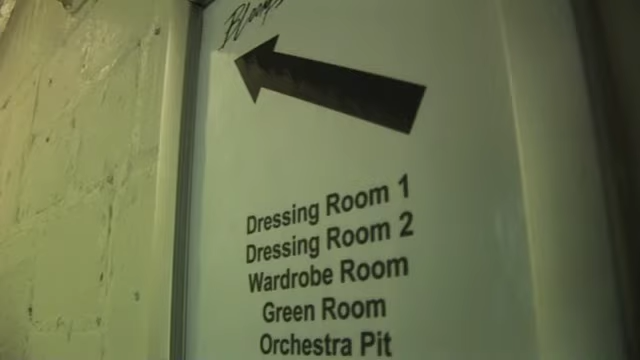 Dressing Room 1
Dressing Room 2
Wardrobe Room
Green Room
Orchestra Pit